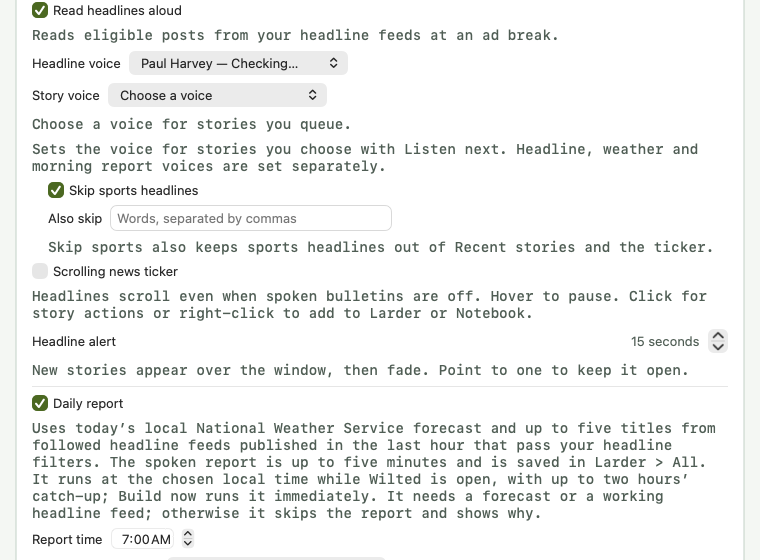 Read headlines aloud
Reads eligible posts from your headline feeds at an ad break.
Headline voice Paul Harvey — Checking...
Story voice Choose a voice
Choose a voice for stories you queue.
Sets the voice for stories you choose with Listen next. Headline, weather and
morning report voices are set separately.
Skip sports headlines
Also skip Words, separated by commas
Skip sports also keeps sports headlines out of Recent stories and the ticker.
Scrolling news ticker
Headlines scroll even when spoken bulletins are off. Hover to pause. Click for
story actions or right-click to add to Larder or Notebook.
Headline alert 15 seconds
New stories appear over the window, then fade. Point to one to keep it open.
Daily report
Uses today’s local National Weather Service forecast and up to five titles from
followed headline feeds published in the last hour that pass your headline
filters. The spoken report is up to five minutes and is saved in Larder > All.
It runs at the chosen local time while Wilted is open, with up to two hours’
catch-up; Build now runs it immediately. It needs a forecast or a working
headline feed; otherwise it skips the report and shows why.
Report time 7:00 AM